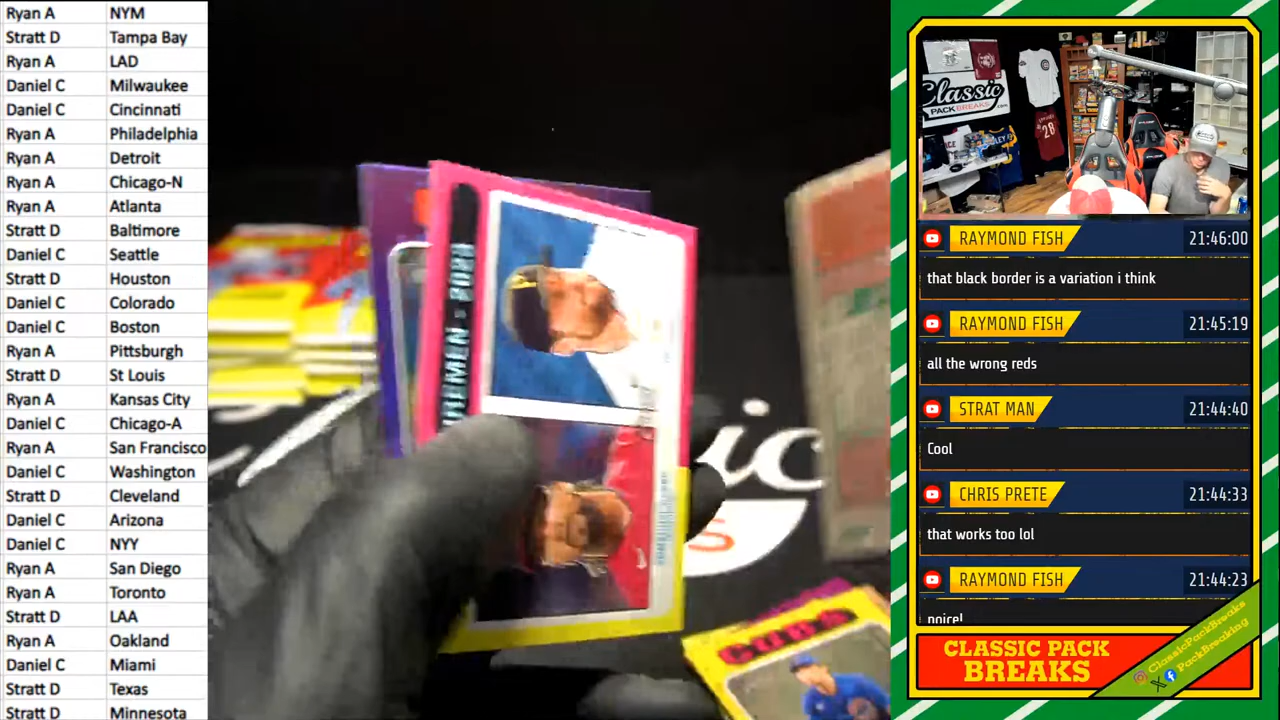 Ryan A NYM
Stratt D Tampa Bay
Ryan A LAD
Daniel C Milwaukee
Daniel C Cincinnati
Ryan A Philadelphia
Ryan A Detroit
Ryan A Chicago-N
Ryan A Atlanta
Stratt D Baltimore
Daniel C Seattle
Stratt D Houston
Daniel C Colorado
Daniel C Boston
Ryan A Pittsburgh
Stratt D St Louis
Ryan A Kansas City
Daniel C Chicago-A
Ryan A San Francisco
Daniel C Washington
Stratt D Cleveland
Daniel C Arizona
Daniel C NYY
Ryan A San Diego
Ryan A Toronto
Stratt D LAA
Ryan A Oakland
Daniel C Miami
Stratt D Texas
Stratt D Minnesota
CUBS
Classic
PACK BREAKS.com
28
RAYMOND FISH 21:46:00
that black border is a variation i think
RAYMOND FISH 21:45:19
all the wrong reds
STRAT MAN 21:44:40
Cool
CHRIS PRETE 21:44:33
that works too lol
RAYMOND FISH 21:44:23
noice!
CLASSIC PACK
BREAKS
ClassicPackBreaks
PackBreaking